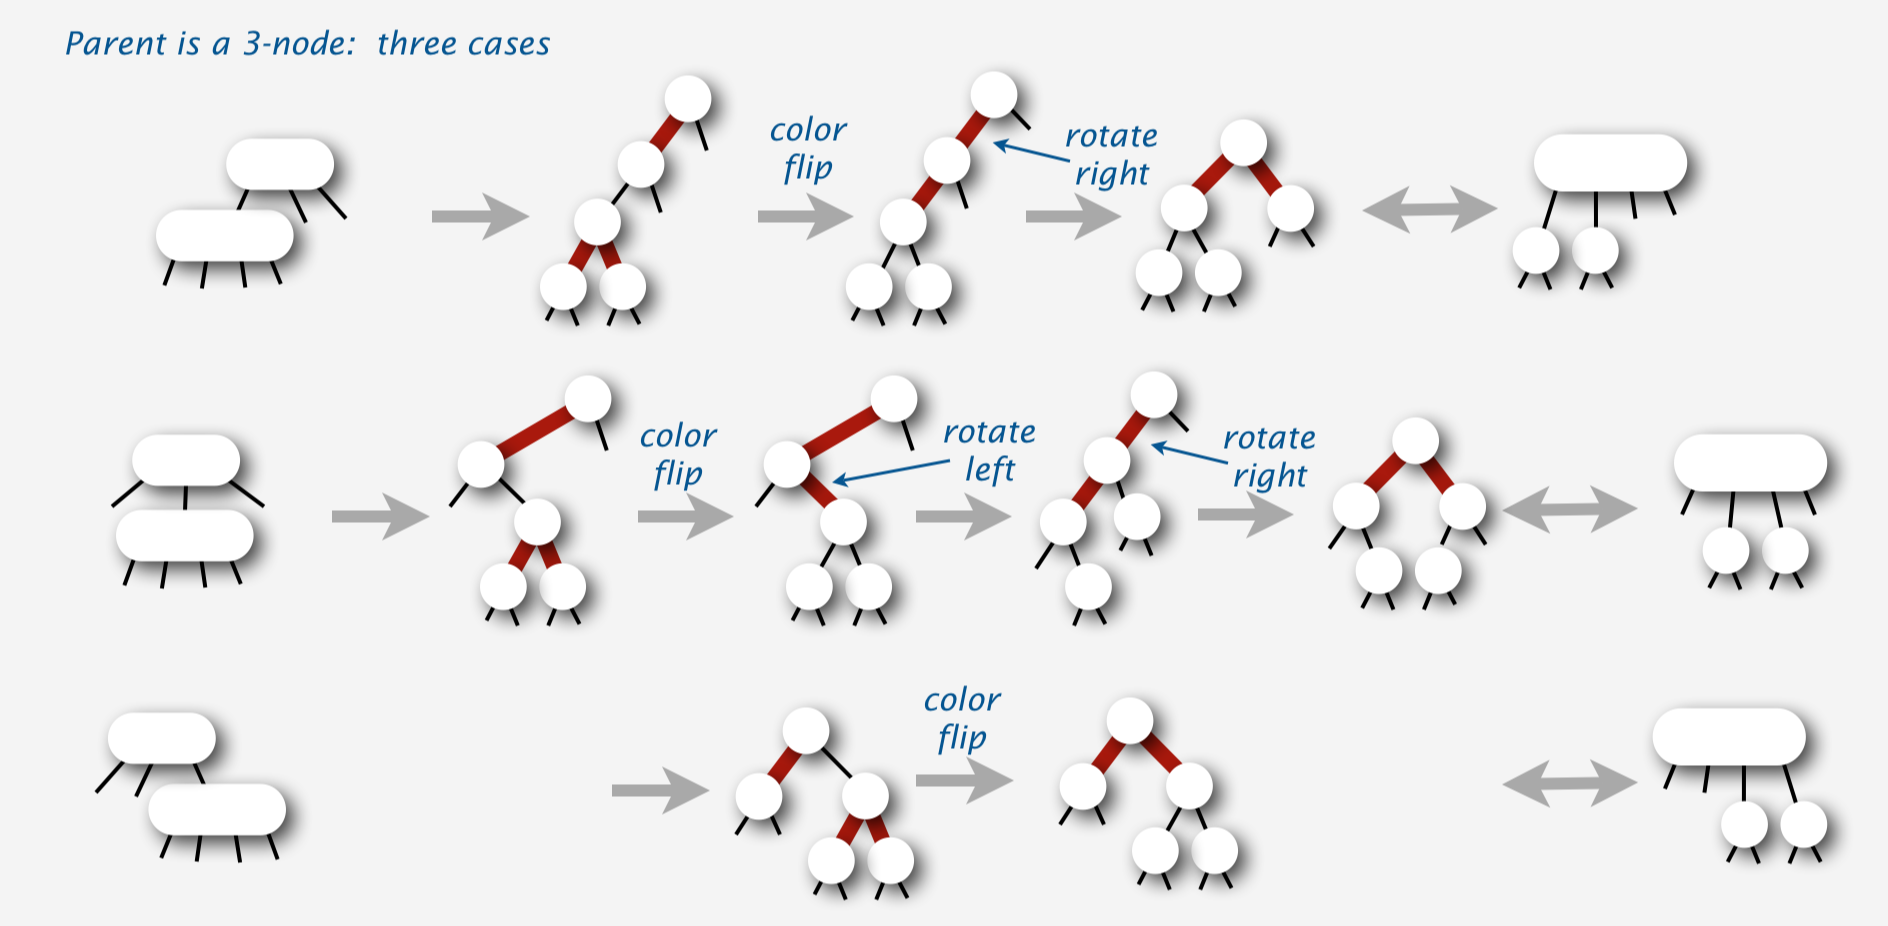 Parent is a 3-node: three cases
color
flip
rotate
right
color
flip
rotate
left
rotate
right
color
flip